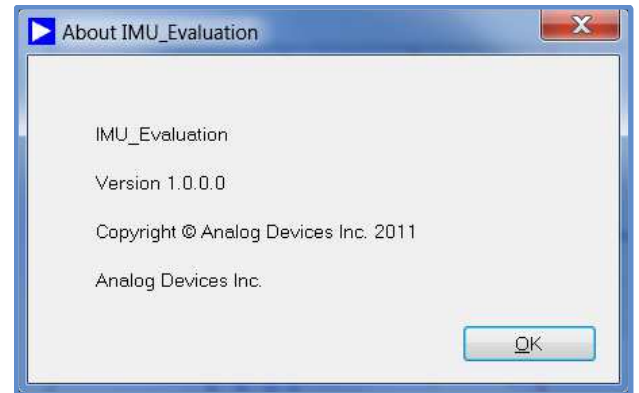 About IMU_Evaluation
IMU_Evaluation
Version 1.0.0.0
Copyright © Analog Devices Inc. 2011
Analog Devices Inc.
OK